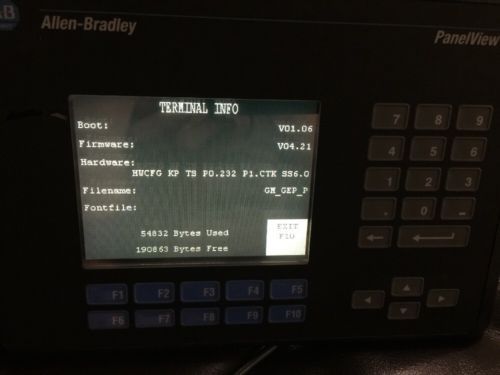 AB Allen-Bradley
PanelView
TERMINAL INFO
Boot: V01.06
Firmware: V04.21
Hardware:
HWCFG KP TS P0.232 P1.CTK SS6.0
Filename: GM_GEP_P
Fontfile:
54832 Bytes Used
190863 Bytes Free
EXIT
F10
7 8 9
4 5 6
1 2 3
. 0 -
F1 F2 F3 F4 F5
F6 F7 F8 F9 F10